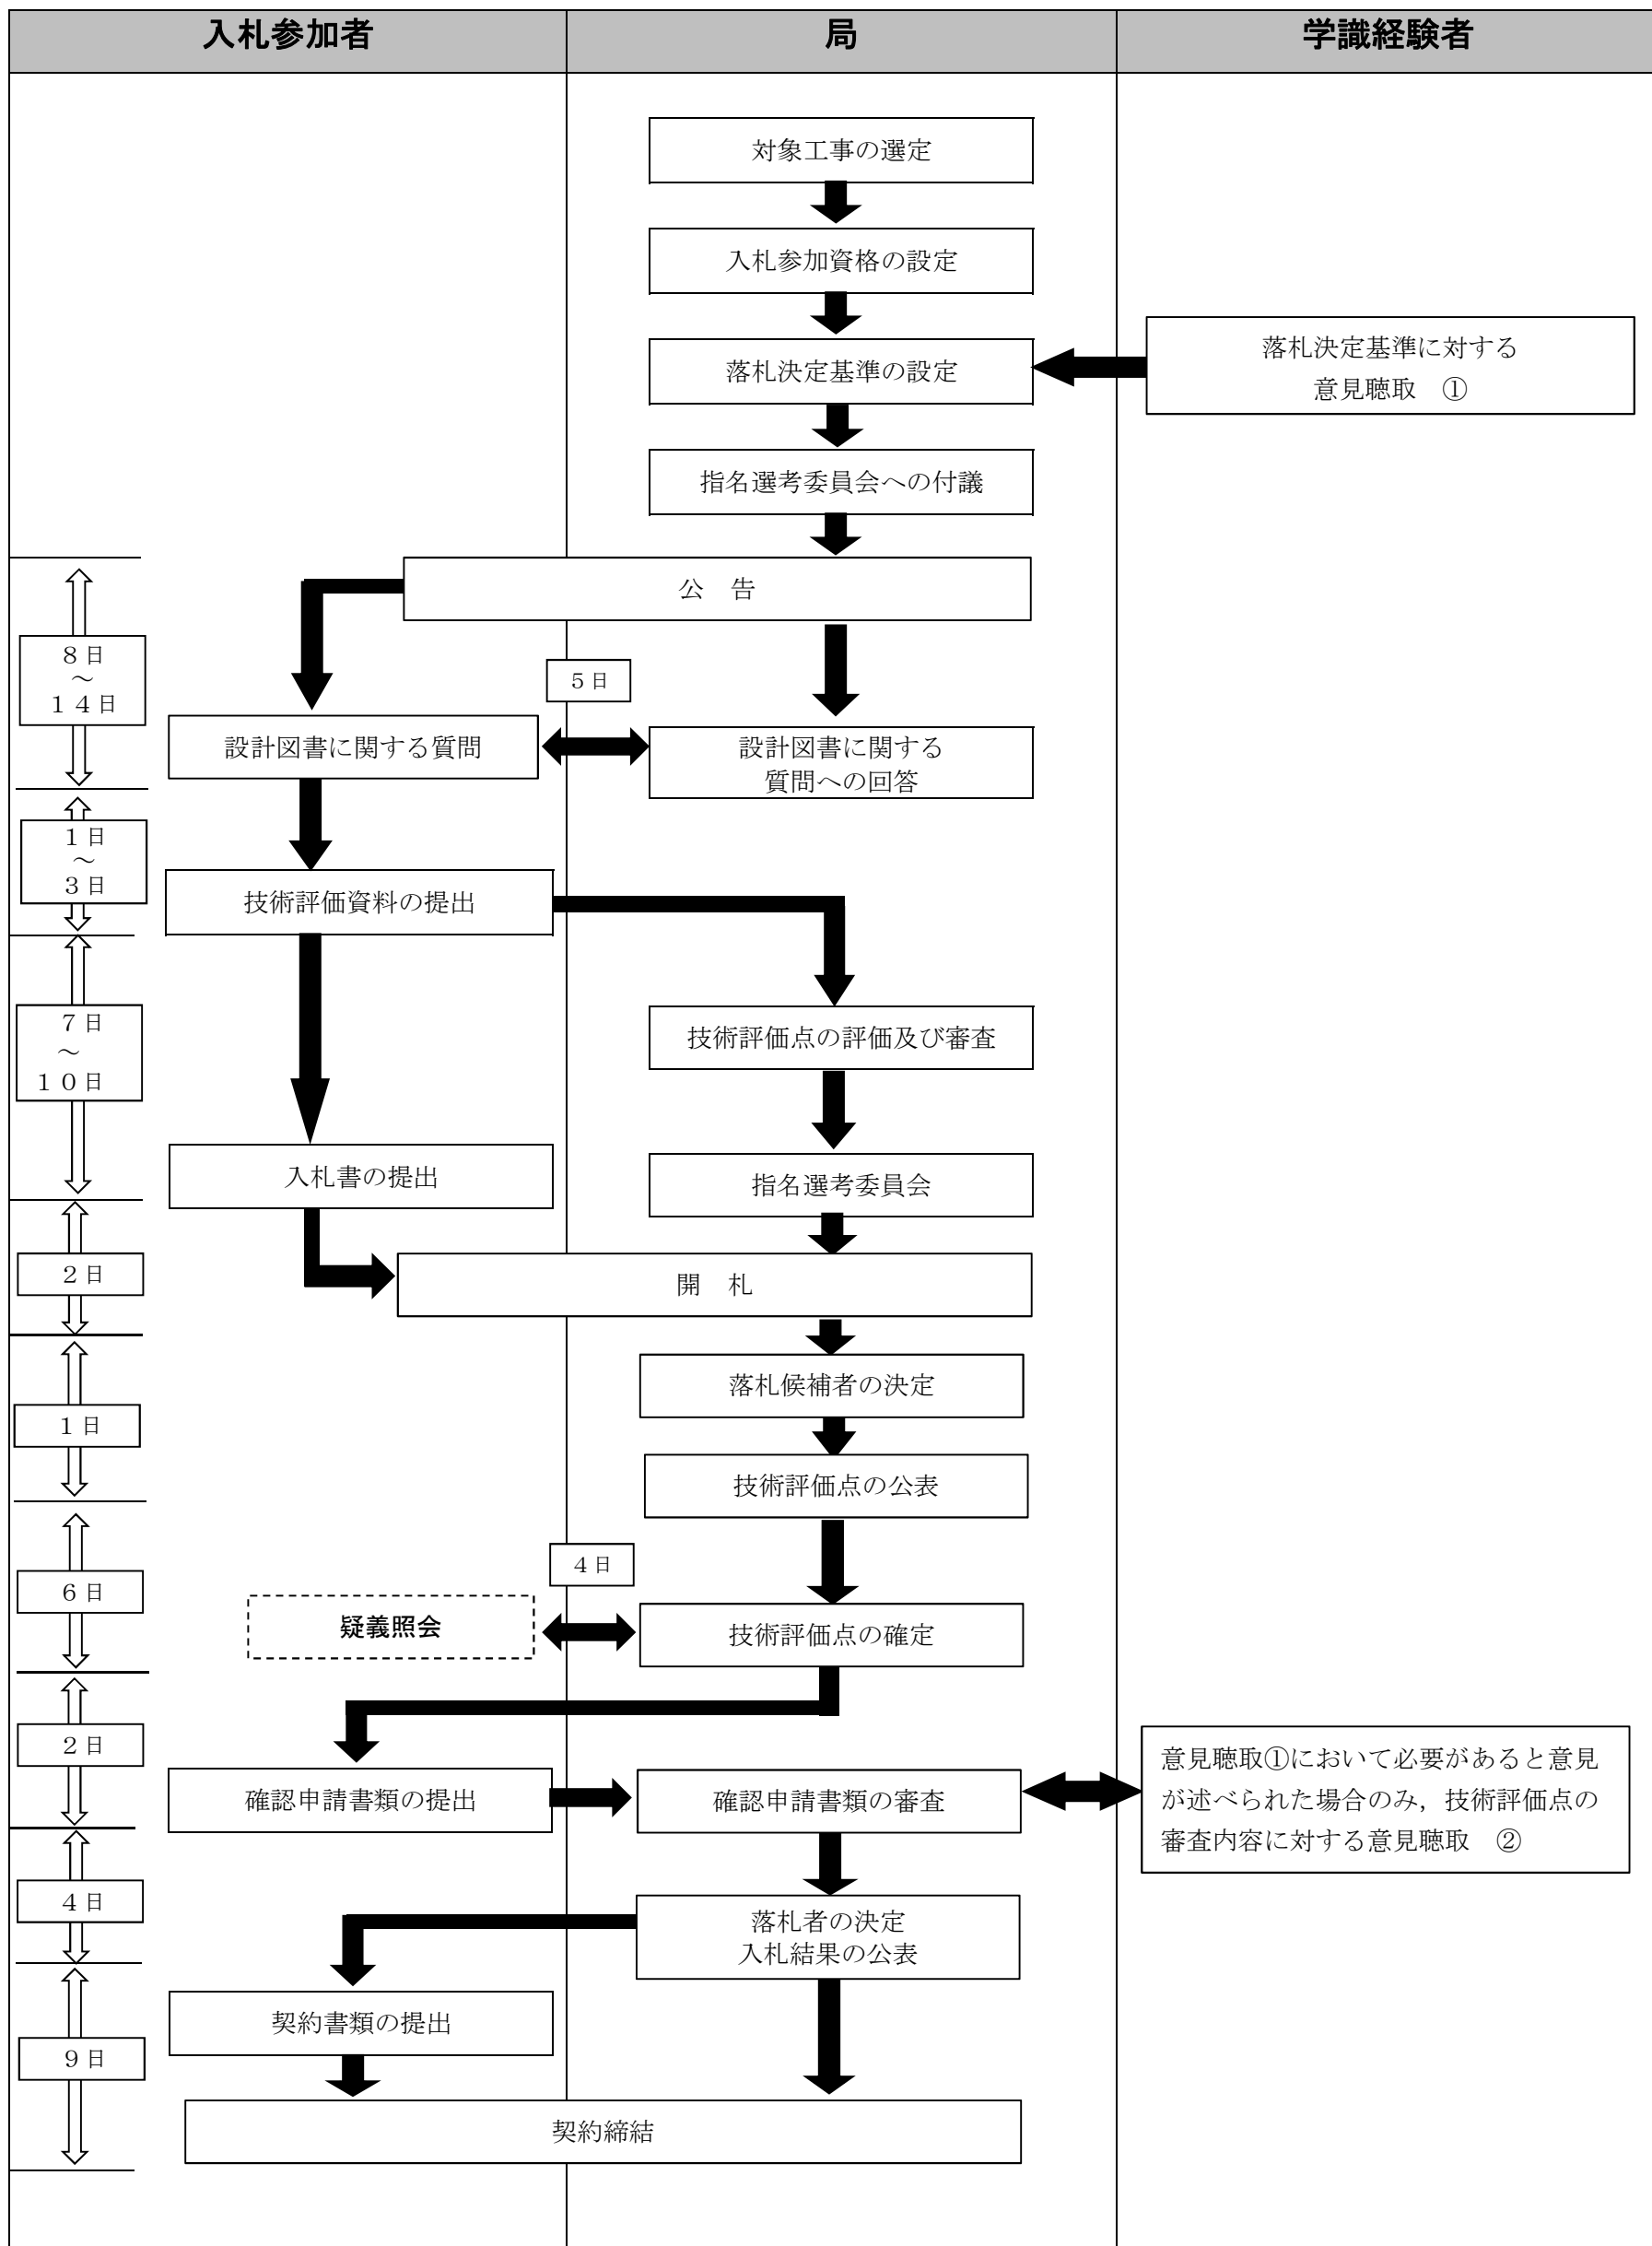 入札参加者
局
学識経験者
対象工事の選定
入札参加資格の設定
落札決定基準の設定
落札決定基準に対する
意見聴取　①
指名選考委員会への付議
公　告
８日
～
１４日
５日
設計図書に関する質問
設計図書に関する
質問への回答
１日
～
３日
技術評価資料の提出
７日
～
１０日
技術評価点の評価及び審査
入札書の提出
指名選考委員会
２日
開　札
落札候補者の決定
１日
技術評価点の公表
４日
６日
疑義照会
技術評価点の確定
２日
確認申請書類の提出
確認申請書類の審査
意見聴取①において必要があると意見
が述べられた場合のみ，技術評価点の
審査内容に対する意見聴取　②
４日
落札者の決定
入札結果の公表
契約書類の提出
９日
契約締結